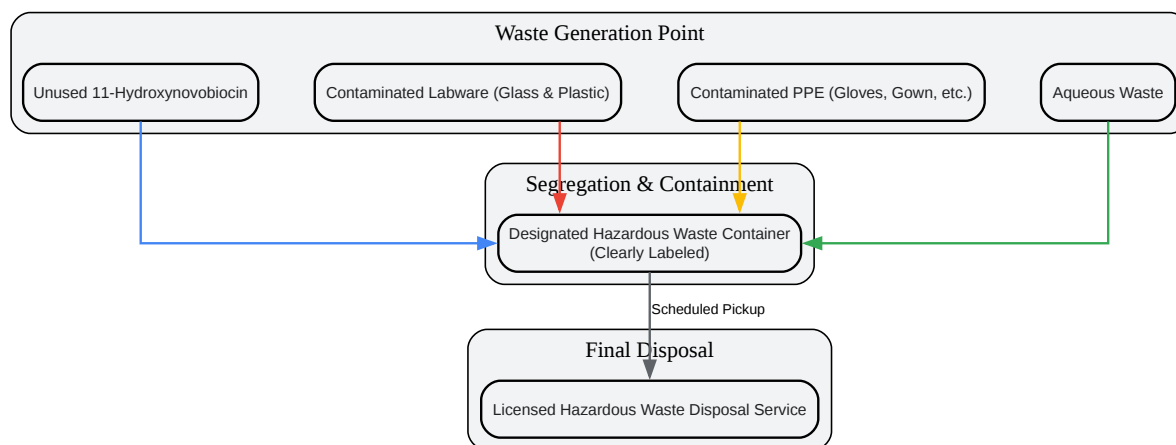 Waste Generation Point
Unused 11-Hydroxynovobiocin
Contaminated Labware (Glass & Plastic)
Contaminated PPE (Gloves, Gown, etc.)
Aqueous Waste
Segregation & Containment
Designated Hazardous Waste Container
(Clearly Labeled)
Scheduled Pickup
Final Disposal
Licensed Hazardous Waste Disposal Service